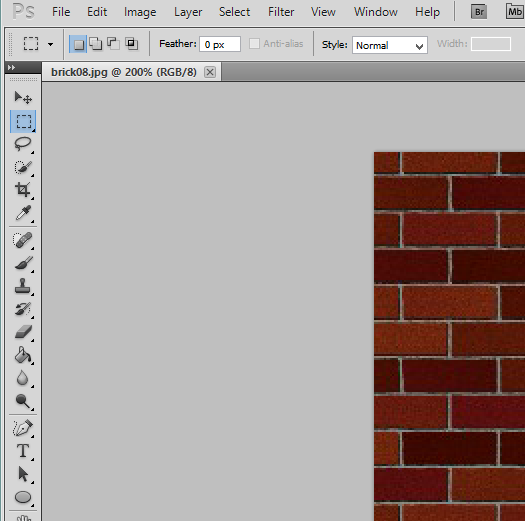 Ps File Edit Image Layer Select Filter View Window Help Br Mb
Feather: 0 px Anti-alias Style: Normal Width:
brick08.jpg @ 200% (RGB/8)
T